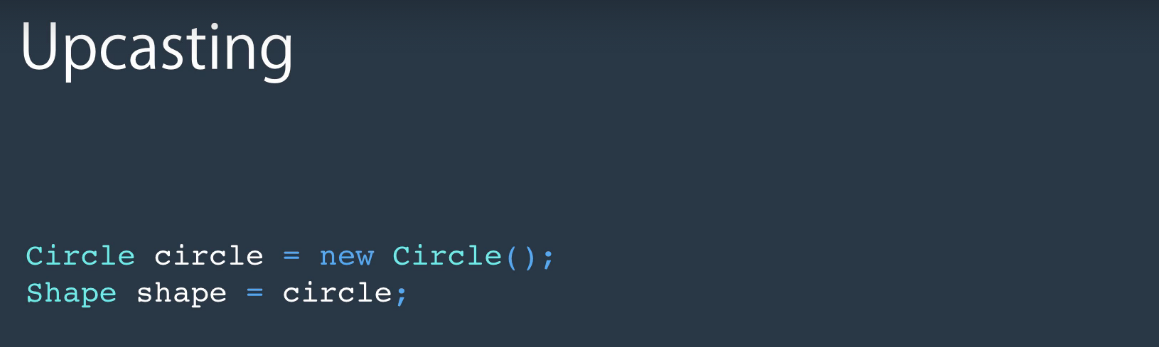 Upcasting
Circle circle = new Circle();
Shape shape = circle;